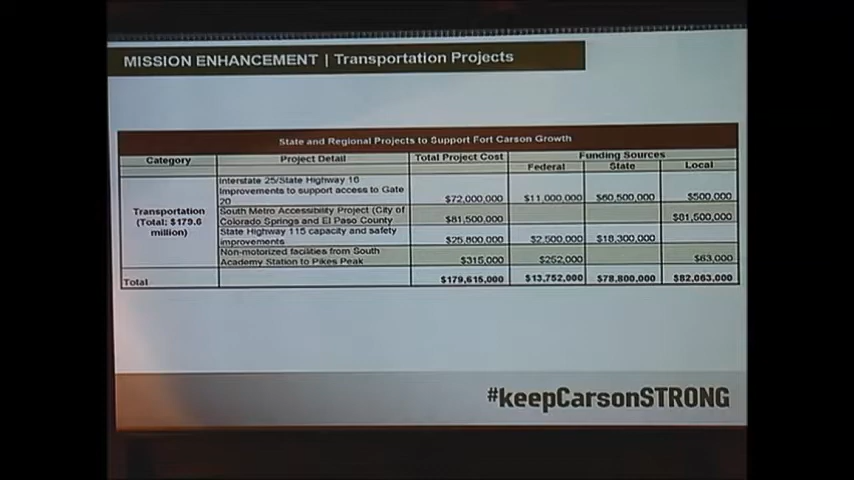 MISSION ENHANCEMENT | Transportation Projects
State and Regional Projects to Support Fort Carson Growth
Category Project Detail Total Project Cost Funding Sources
Federal State Local
Transportation (Total: $179.6 million)
Interstate 25/State Highway 16
Improvements to support access to Gate
20 $72,000,000 $11,000,000 $60,500,000 $500,000
South Metro Accessibility Project (City of
Colorado Springs and El Paso County $81,500,000 $81,500,000
State Highway 115 capacity and safety
improvements $25,800,000 $2,500,000 $18,300,000
Non-motorized facilities from South
Academy Station to Pikes Peak $315,000 $252,000 $63,000
Total $179,615,000 $13,752,000 $78,800,000 $82,063,000
#keepCarsonSTRONG